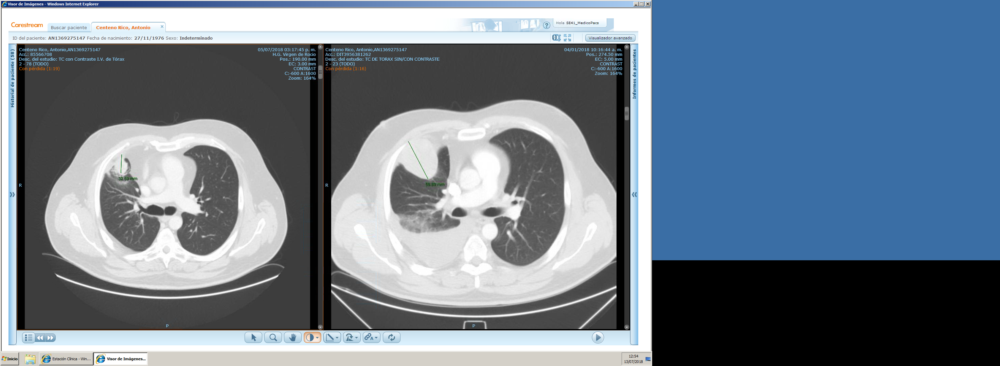 Visor de Imágenes - Windows Internet Explorer
Carestream
Buscar paciente
Centeno Rico, Antonio
Hola SE41_MedicoPacs
ID del paciente: AN1369275147 Fecha de nacimiento: 27/11/1976 Sexo: Indeterminado
Visualizador avanzado
Historial de paciente (58)
Centeno Rico, Antonio,AN1369275147
Acc.: 85566708
Desc. del estudio: TC con Contraste I.V. de Tórax
2 - 78 (TODO)
Con pérdida (1:19)
05/07/2018 03:17:45 p. m.
H.G. Virgen de Rocio
Pos.: 190.00 mm
EC: 3.00 mm
CONTRAST
C:-600 A:1600
Zoom: 164%
32.69 mm
R
P
Centeno Rico, Antonio,AN1369275147
Acc.: DIT3956381262
Desc. del estudio: TC DE TORAX SIN/CON CONTRASTE
2 - 23 (TODO)
Con pérdida (1:16)
04/01/2018 10:16:44 a. m.
Pos.: 274.50 mm
EC: 5.00 mm
CONTRAST
C:-600 A:1600
Zoom: 164%
58.89 mm
R
P
Informes de pacientes
Inicio
Estación Clínica - Win...
Visor de Imágenes...
12:54
13/07/2018